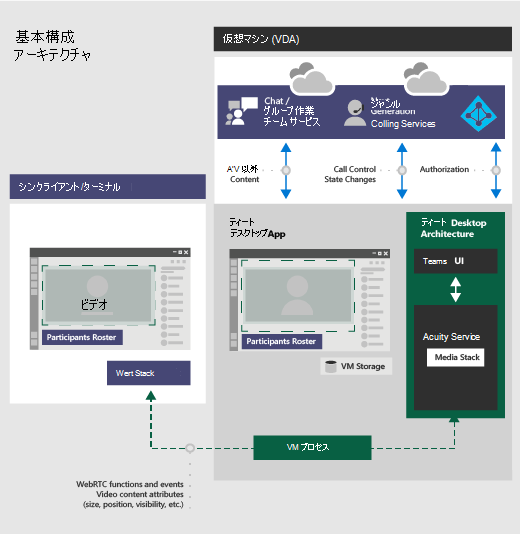 基本構成
アーキテクチャ
仮想マシン (VDA)
Chat /
グループ作業
チームサービス
ジャンル
Generation
Colling Services
A'V 以外
Content
Call Control
State Changes
Authorization
シンクライアント/ターミナル
ティート
デスクトップApp
ティート Desktop
Architecture
Teams UI
ビデオ
Participants Roster
Participants Roster
Acuity Service
Media Stack
Wert Stack
VM Storage
VM プロセス
WebRTC functions and events
Video content attributes
(size, position, visibility, etc.)